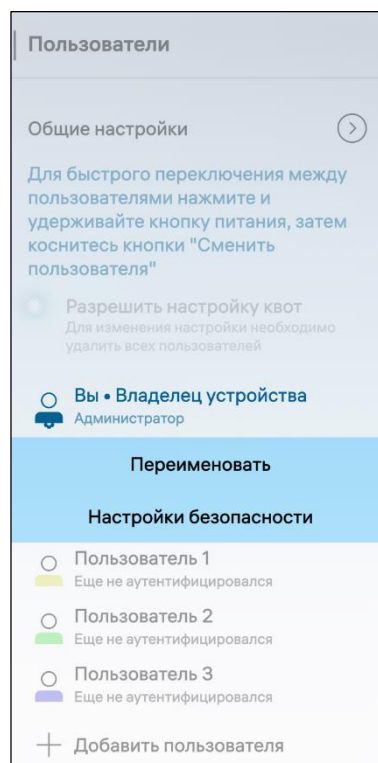 Пользователи
Общие настройки
Для быстрого переключения между
пользователями нажмите и
удерживайте кнопку питания, затем
коснитесь кнопки "Сменить
пользователя"
Разрешить настройку квот
Для изменения настройки необходимо
удалить всех пользователей
Вы • Владелец устройства
Администратор
Переименовать
Настройки безопасности
Пользователь 1
Еще не аутентифицировался
Пользователь 2
Еще не аутентифицировался
Пользователь 3
Еще не аутентифицировался
Добавить пользователя